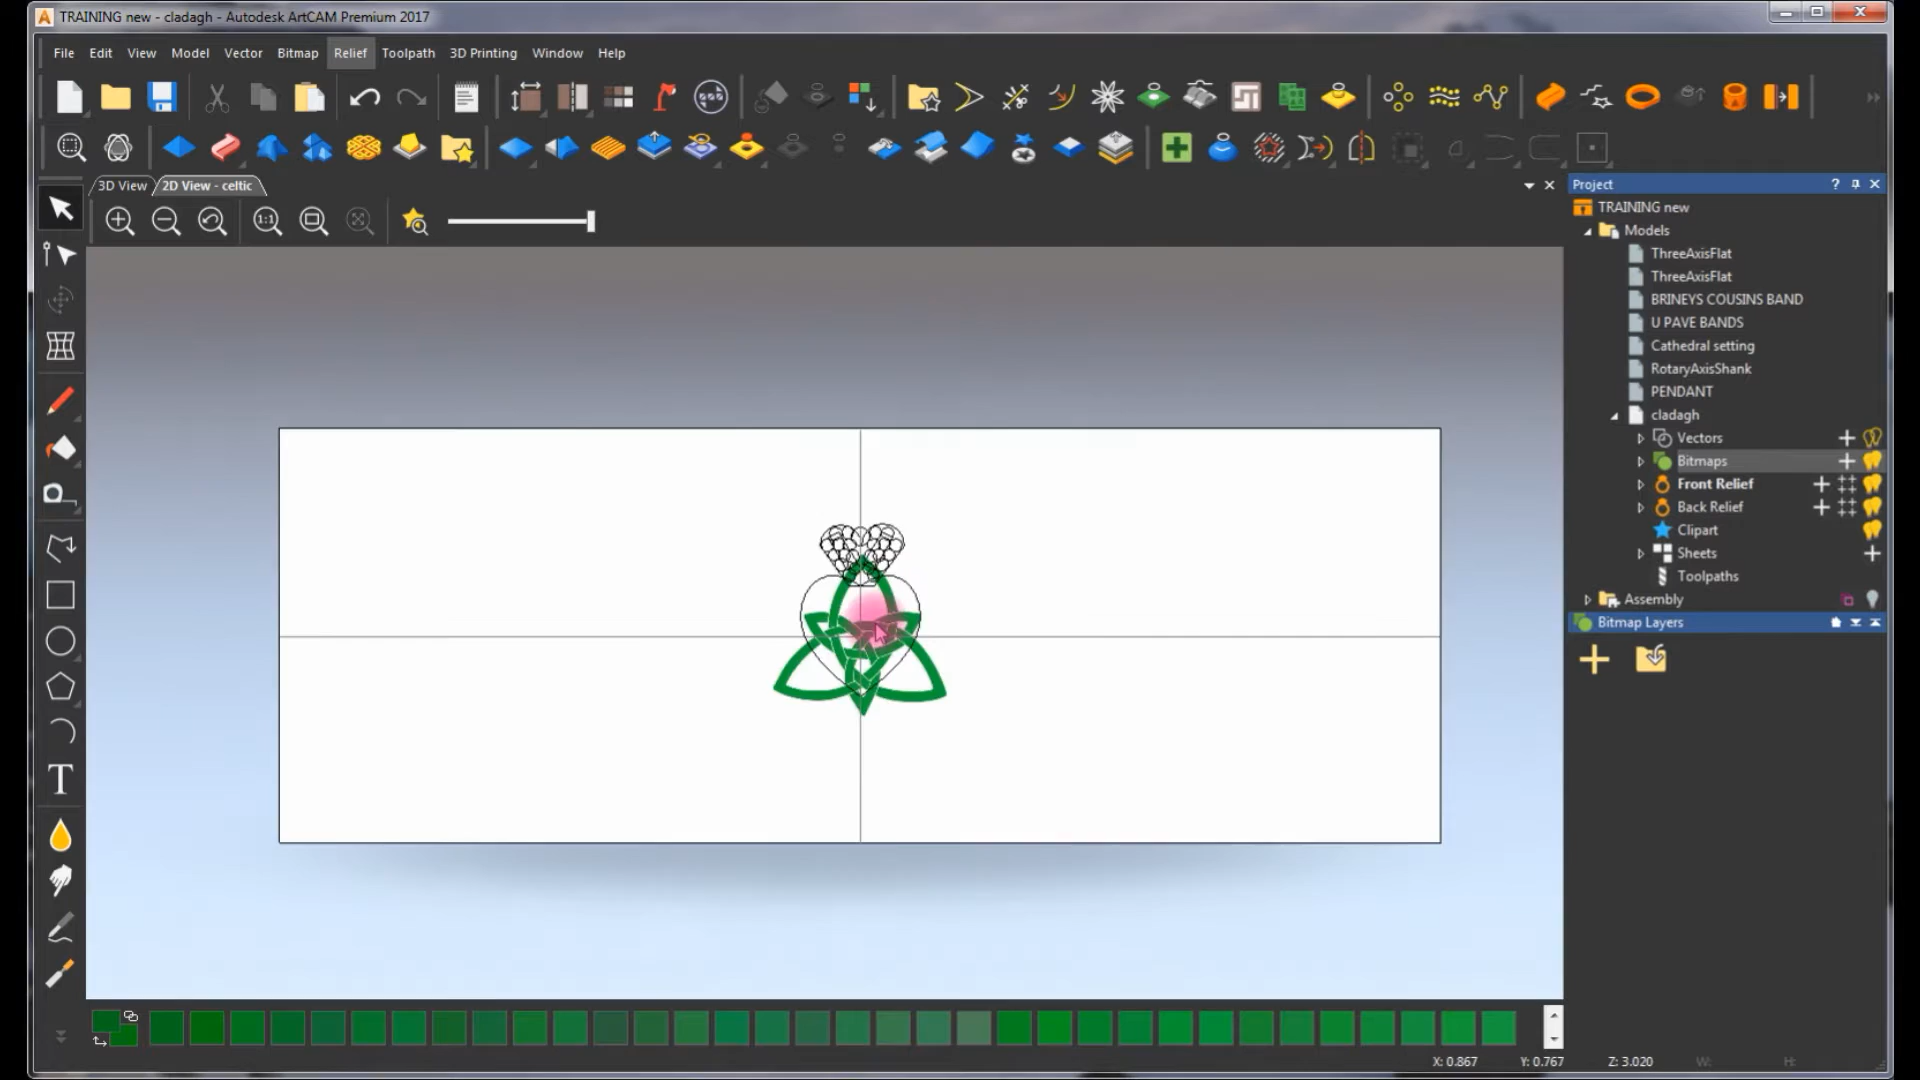 TRAINING new - cladagh - Autodesk ArtCAM Premium 2017
File Edit View Model Vector Bitmap Relief Toolpath 3D Printing Window Help
3D View
2D View - celtic
1:1
T
Project
TRAINING new
Models
ThreeAxisFlat
ThreeAxisFlat
BRINEYS COUSINS BAND
U PAVE BANDS
Cathedral setting
RotaryAxisShank
PENDANT
cladagh
Vectors
Bitmaps
Front Relief
Back Relief
Clipart
Sheets
Toolpaths
Assembly
Bitmap Layers
X: 0.867 Y: 0.767 Z: 3.020 W: H: